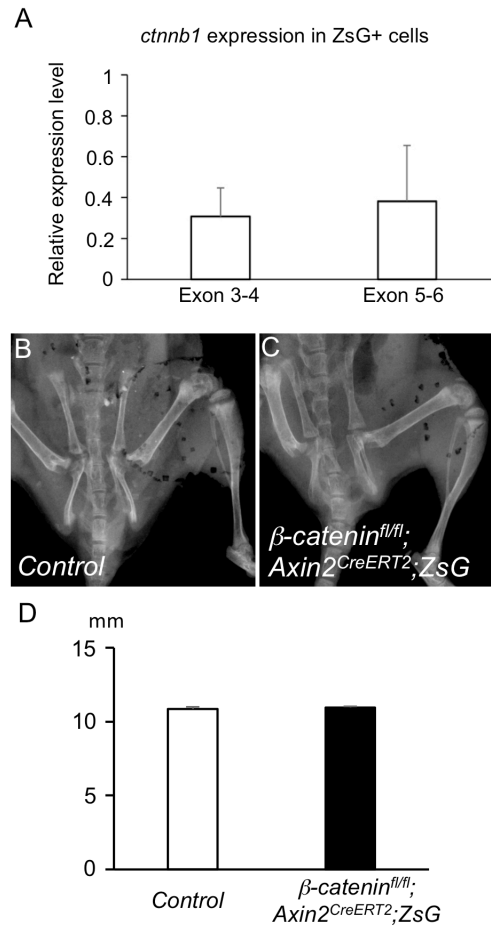 A
ctnnb1 expression in ZsG+ cells
Relative expression level
1
0.8
0.6
0.4
0.2
0
Exon 3-4
Exon 5-6
B
Control
C
β-catenin^fl/fl;
Axin2^CreERT2;ZsG
D
mm
15
10
5
0
Control
β-catenin^fl/fl;
Axin2^CreERT2;ZsG